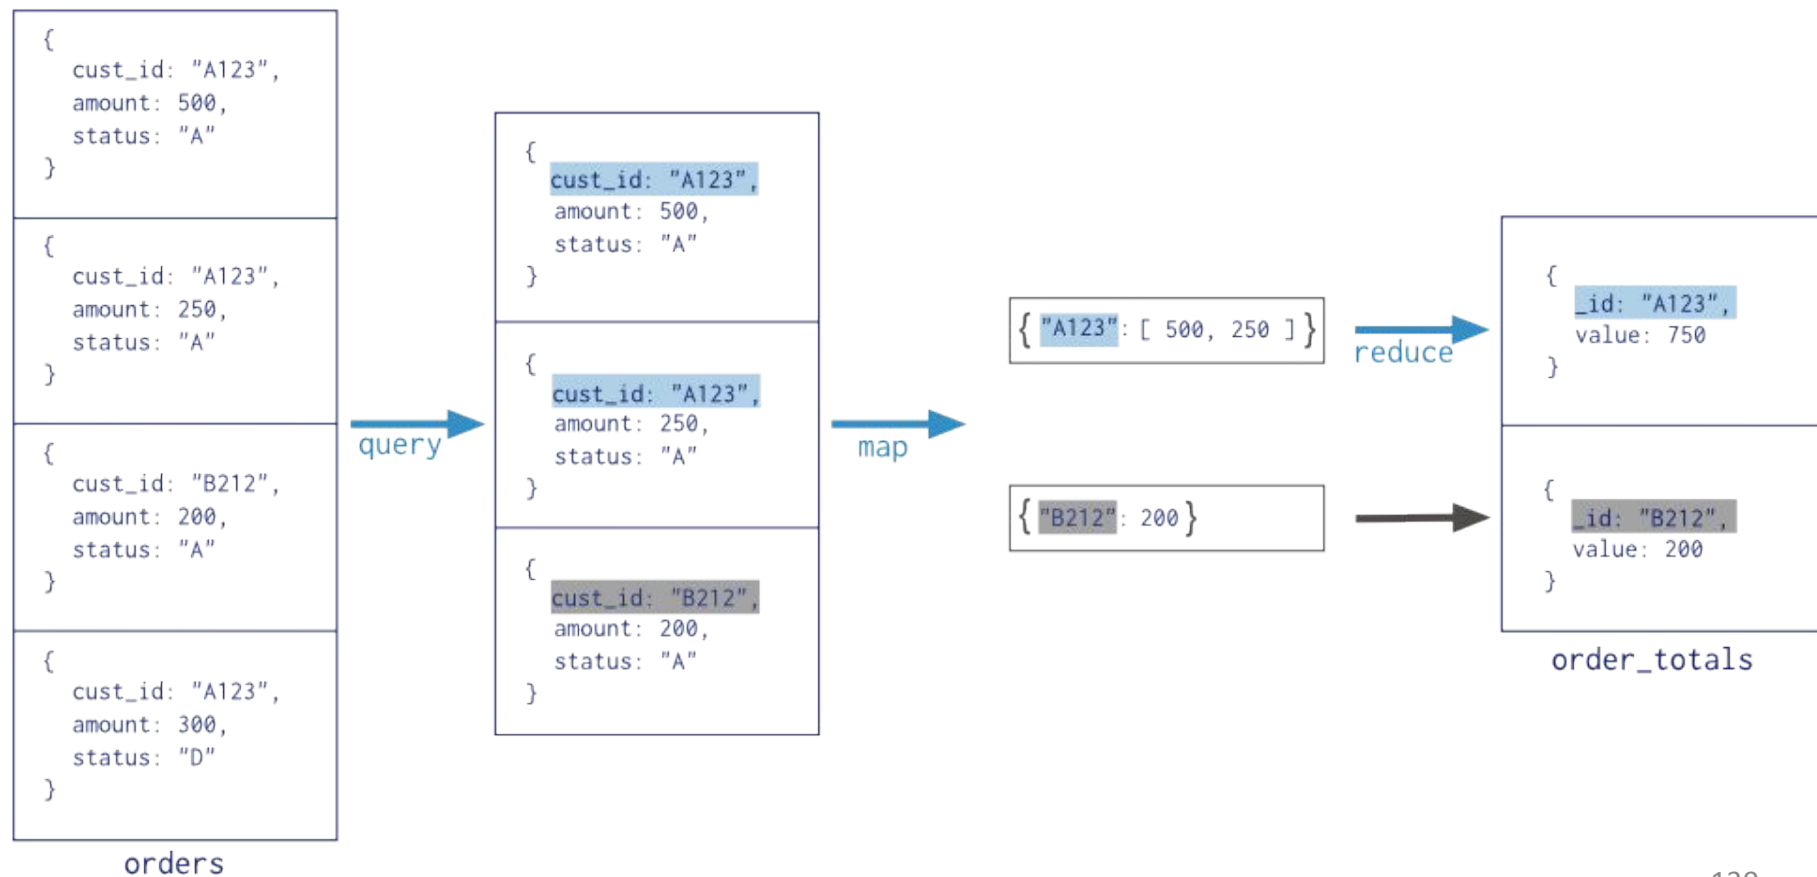 {
cust_id: "A123",
amount: 500,
status: "A"
}
{
cust_id: "A123",
amount: 250,
status: "A"
}
{
cust_id: "B212",
amount: 200,
status: "A"
}
{
cust_id: "A123",
amount: 300,
status: "D"
}
orders
query
{
cust_id: "A123",
amount: 500,
status: "A"
}
{
cust_id: "A123",
amount: 250,
status: "A"
}
{
cust_id: "B212",
amount: 200,
status: "A"
}
map
{ "A123": [ 500, 250 ] }
reduce
{ "B212": 200 }
{
_id: "A123",
value: 750
}
{
_id: "B212",
value: 200
}
order_totals